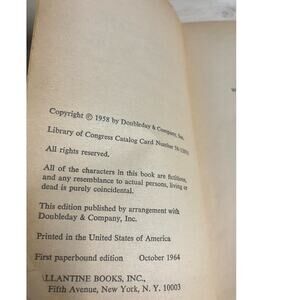 Copyright © 1958 by Doubleday & Company, Inc.
Library of Congress Catalog Card Number
All rights reserved.
All of the characters in this book are fictitious,
and any resemblance to actual persons, living or
dead is purely coincidental.
This edition published by arrangement with
Doubleday & Company, Inc.
Printed in the United States of America
First paperbound edition October 1964
ALLANTINE BOOKS, INC.,
Fifth Avenue, New York, N. Y. 10003